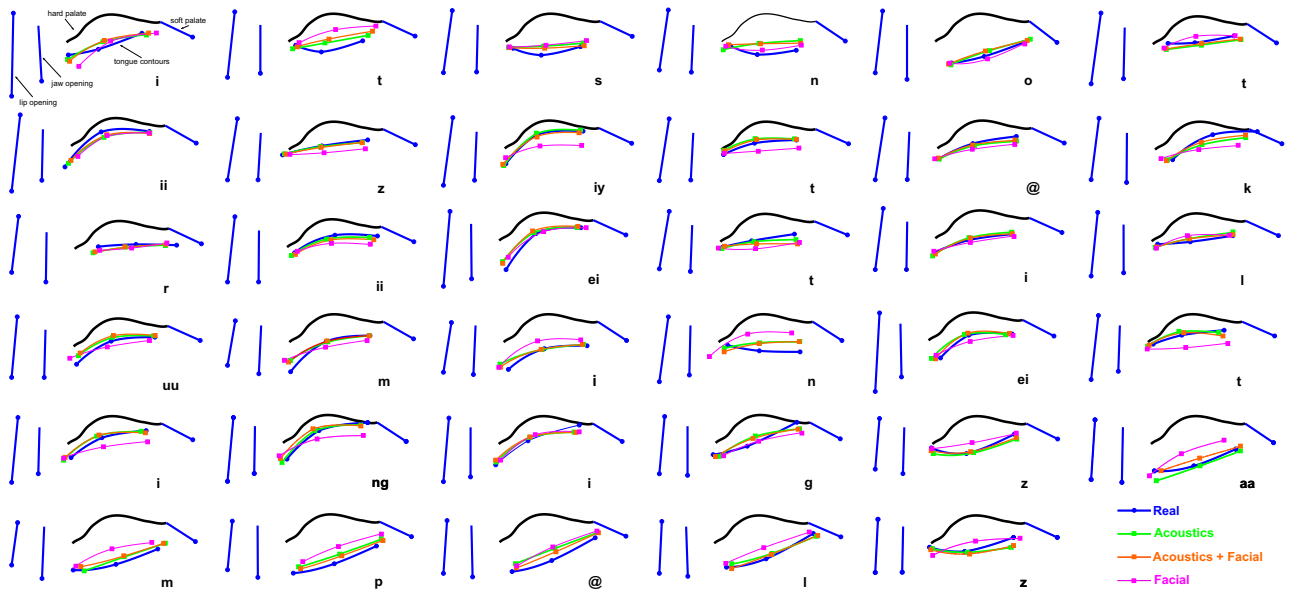 hard palate
soft palate
tongue contours
jaw opening
lip opening
i
t
s
n
o
t
ii
z
iy
t
@
k
r
ii
ei
t
i
l
uu
m
i
n
ei
t
i
ng
i
g
z
aa
Real
Acoustics
Acoustics + Facial
Facial
m
p
@
l
z